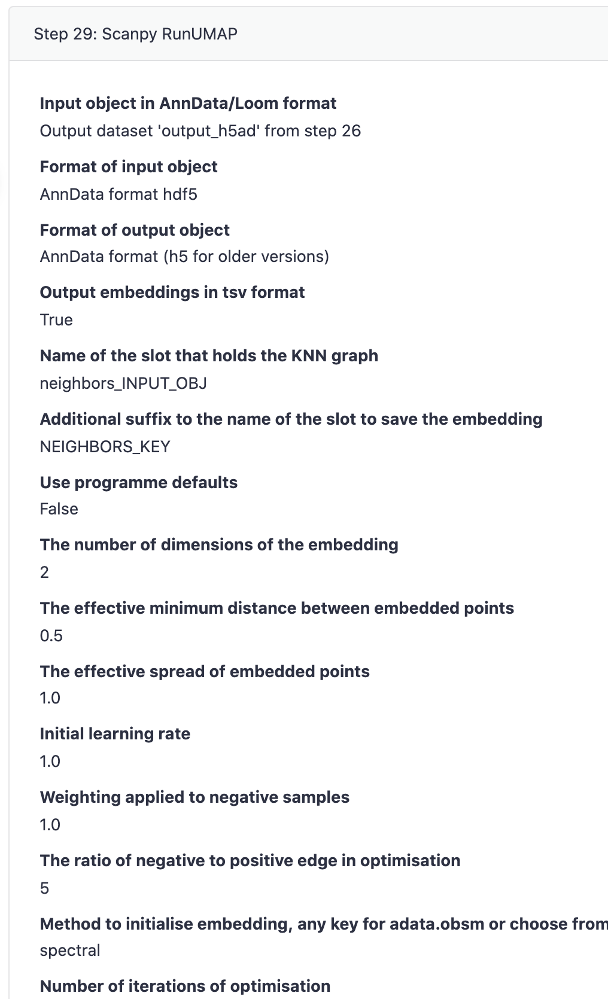 Step 29: Scanpy RunUMAP
Input object in AnnData/Loom format
Output dataset 'output_h5ad' from step 26
Format of input object
AnnData format hdf5
Format of output object
AnnData format (h5 for older versions)
Output embeddings in tsv format
True
Name of the slot that holds the KNN graph
neighbors_INPUT_OBJ
Additional suffix to the name of the slot to save the embedding
NEIGHBORS_KEY
Use programme defaults
False
The number of dimensions of the embedding
2
The effective minimum distance between embedded points
0.5
The effective spread of embedded points
1.0
Initial learning rate
1.0
Weighting applied to negative samples
1.0
The ratio of negative to positive edge in optimisation
5
Method to initialise embedding, any key for adata.obsm or choose from
spectral
Number of iterations of optimisation